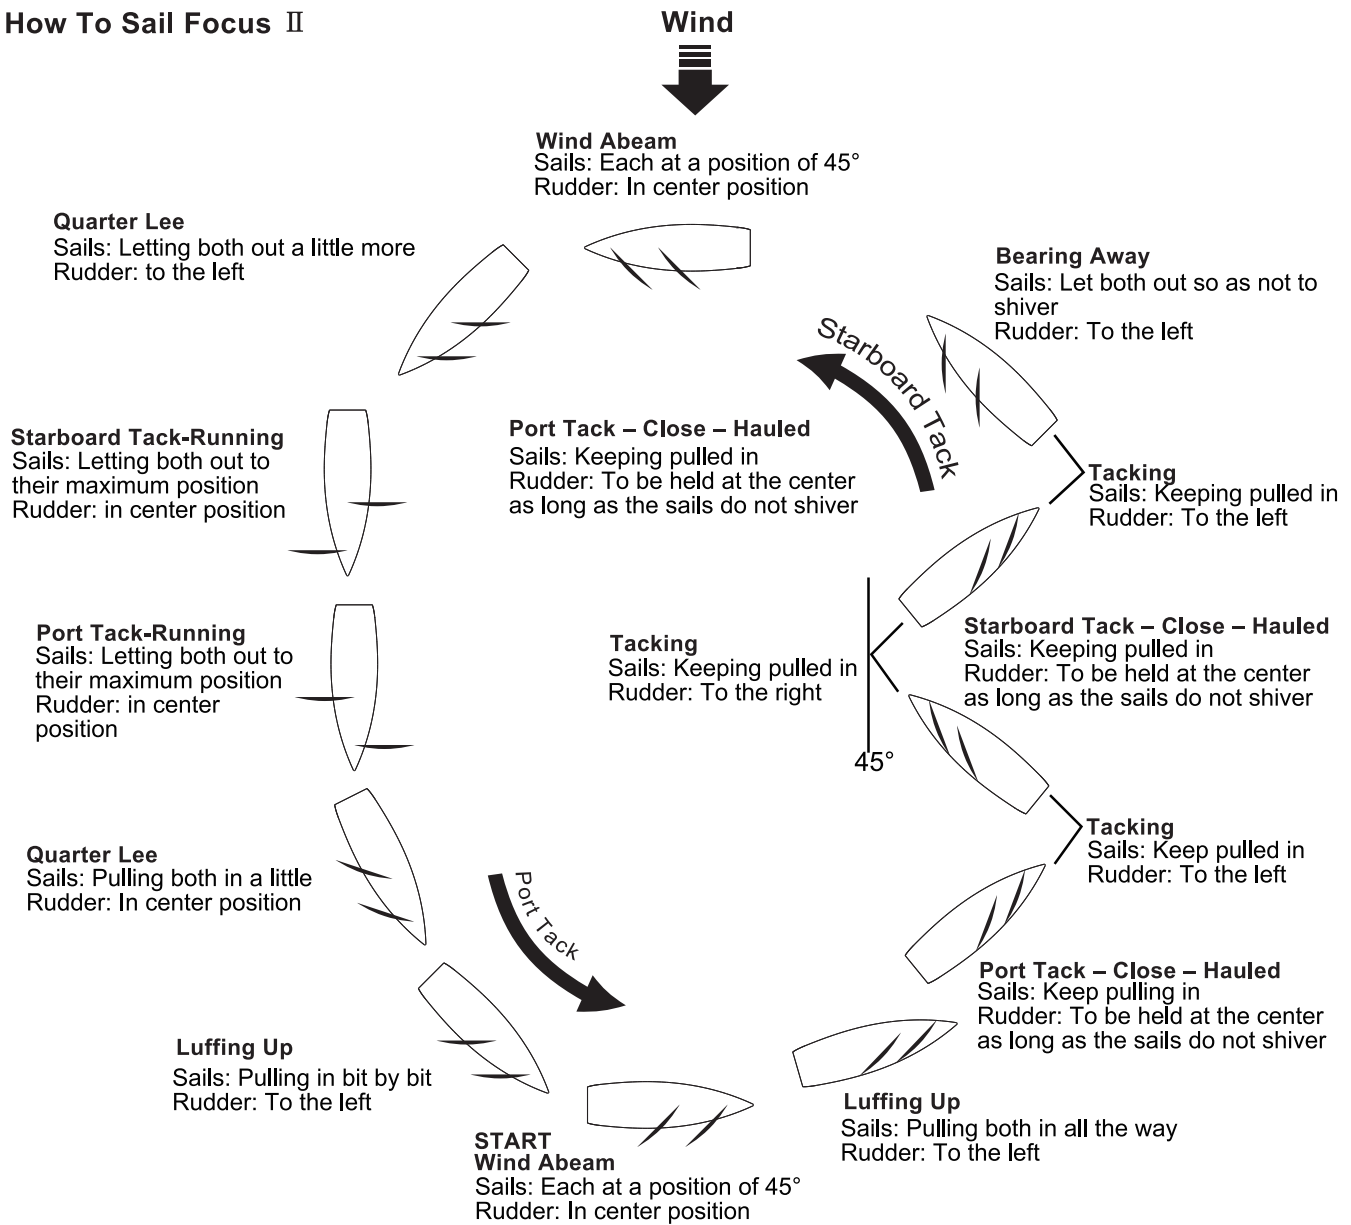 How To Sail Focus Ⅱ
Wind
Wind Abeam
Sails: Each at a position of 45°
Rudder: In center position
Quarter Lee
Sails: Letting both out a little more
Rudder: to the left
Bearing Away
Sails: Let both out so as not to
shiver
Rudder: To the left
Starboard Tack
Starboard Tack-Running
Sails: Letting both out to
their maximum position
Rudder: in center position
Port Tack – Close – Hauled
Sails: Keeping pulled in
Rudder: To be held at the center
as long as the sails do not shiver
Tacking
Sails: Keeping pulled in
Rudder: To the left
Port Tack-Running
Sails: Letting both out to
their maximum position
Rudder: in center
position
Tacking
Sails: Keeping pulled in
Rudder: To the right
45°
Starboard Tack – Close – Hauled
Sails: Keeping pulled in
Rudder: To be held at the center
as long as the sails do not shiver
Tacking
Sails: Keep pulled in
Rudder: To the left
Quarter Lee
Sails: Pulling both in a little
Rudder: In center position
Port Tack
Port Tack – Close – Hauled
Sails: Keep pulling in
Rudder: To be held at the center
as long as the sails do not shiver
Luffing Up
Sails: Pulling in bit by bit
Rudder: To the left
Luffing Up
Sails: Pulling both in all the way
Rudder: To the left
START
Wind Abeam
Sails: Each at a position of 45°
Rudder: In center position